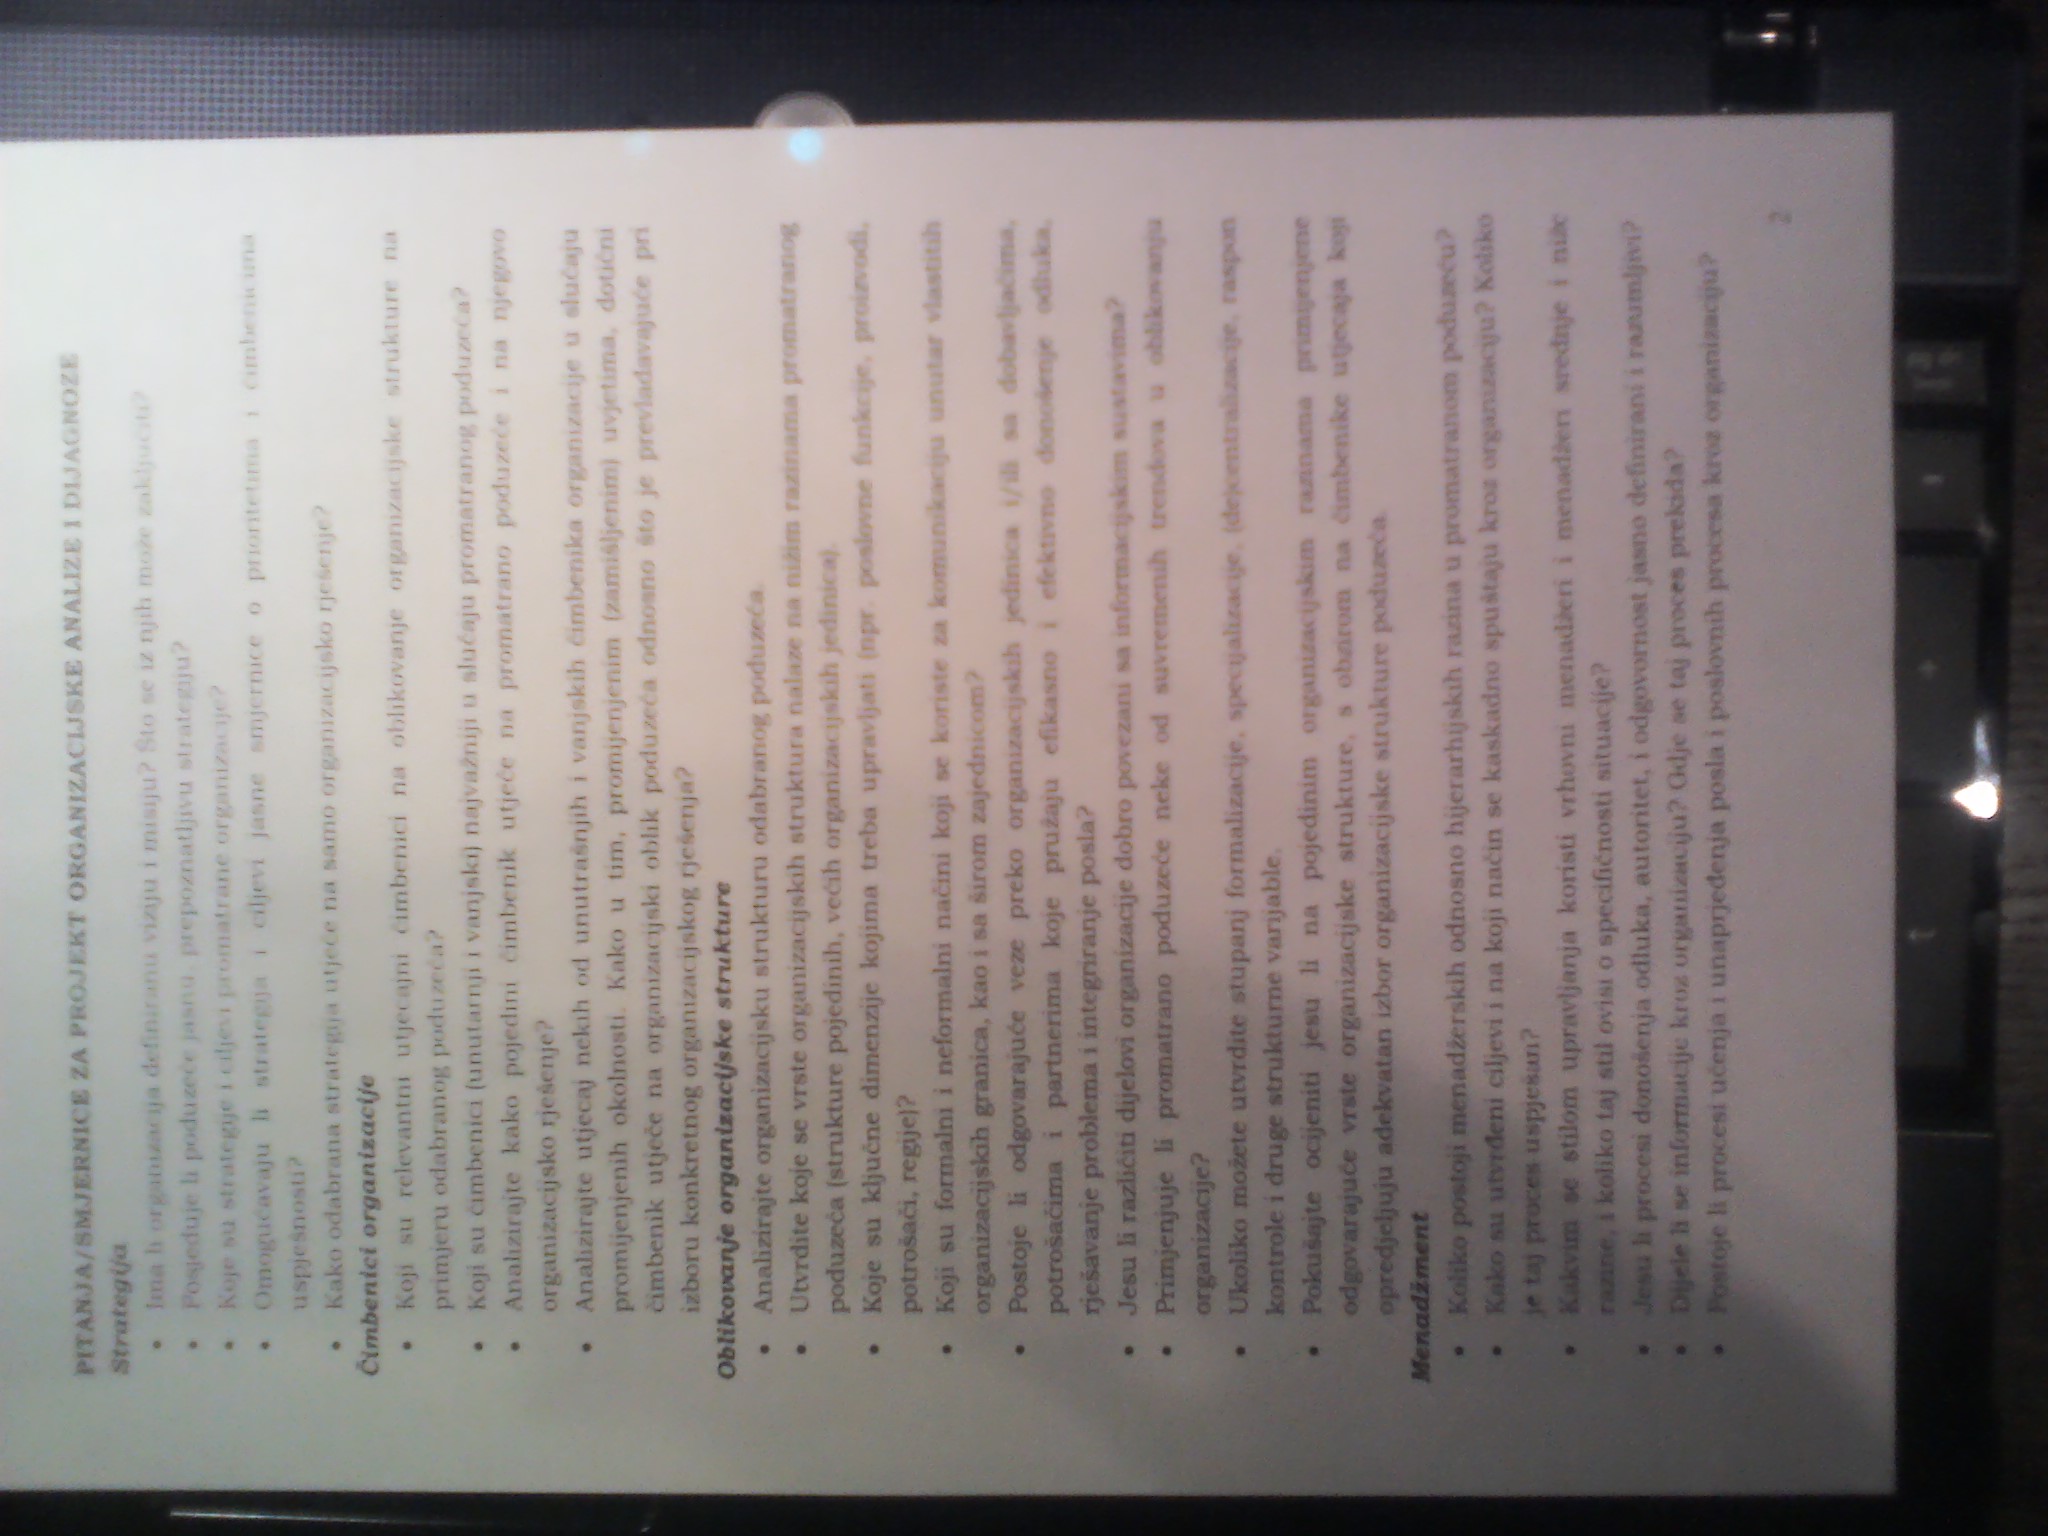 PITANJA/SMJERNICE ZA PROJEKT ORGANIZACIJSKE ANALIZE I DIJAGNOZE
Strategija
• Ima li organizacija definiranu viziju i misiju? Što se iz njih može zaključiti?
• Posjeduje li poduzeće jasnu, prepoznatljivu strategiju?
• Koje su strategije i ciljevi promatrane organizacije?
• Omogućavaju li strategija i ciljevi jasne smjernice o prioritetima i čimbenicima
uspješnosti?
• Kako odabrana strategija utječe na samo organizacijsko rješenje?
Čimbenici organizacije
• Koji su relevantni utjecajni čimbenici na oblikovanje organizacijske strukture na
primjeru odabranog poduzeća?
• Koji su čimbenici (unutarnji i vanjski) najvažniji u slučaju promatranog poduzeća?
• Analizirajte kako pojedini čimbenik utječe na promatrano poduzeće i na njegovo
organizacijsko rješenje?
• Analizirajte utjecaj nekih od unutrašnjih i vanjskih čimbenika organizacije u slučaju
promijenjenih okolnosti. Kako u tim, promijenjenim (zamišljenim) uvjetima, dotični
čimbenik utječe na organizacijski oblik poduzeća odnosno što je prevladavajuće pri
izboru konkretnog organizacijskog rješenja?
Oblikovanje organizacijske strukture
• Analizirajte organizacijsku strukturu odabranog poduzeća.
• Utvrdite koje se vrste organizacijskih struktura nalaze na nižim razinama promatranog
poduzeća (strukture pojedinih, većih organizacijskih jedinica).
• Koje su ključne dimenzije kojima treba upravljati (npr. poslovne funkcije, proizvodi,
potrošači, regije)?
• Koji su formalni i neformalni načini koji se koriste za komunikaciju unutar vlastitih
organizacijskih granica, kao i sa širom zajednicom?
• Postoje li odgovarajuće veze preko organizacijskih jedinica i/ili sa dobavljačima,
potrošačima i partnerima koje pružaju efikasno i efektivno donošenje odluka,
rješavanje problema i integriranje posla?
• Jesu li različiti dijelovi organizacije dobro povezani sa informacijskim sustavima?
• Primjenjuje li promatrano poduzeće neke od suvremenih trendova u oblikovanju
organizacije?
• Ukoliko možete utvrdite stupanj formalizacije, specijalizacije, (de)centralizacije, raspon
kontrole i druge strukturne varijable.
• Pokušajte ocijeniti jesu li na pojedinim organizacijskim razinama primijenjene
odgovarajuće vrste organizacijske strukture, s obzirom na čimbenike utjecaja koji
opredjeljuju adekvatan izbor organizacijske strukture poduzeća.
Menadžment
• Koliko postoji menadžerskih odnosno hijerarhijskih razina u promatranom poduzeću?
• Kako su utvrđeni ciljevi i na koji način se kaskadno spuštaju kroz organizaciju? Koliko
je taj proces uspješan?
• Kakvim se stilom upravljanja koristi vrhovni menadžeri i menadžeri srednje i niže
razine, i koliko taj stil ovisi o specifičnosti situacije?
• Jesu li procesi donošenja odluka, autoritet, i odgovornost jasno definirani i razumljivi?
• Dijele li se informacije kroz organizaciju? Gdje se taj proces prekida?
• Postoje li procesi učenja i unaprjeđenja posla i poslovnih procesa kroz organizaciju?
2
t
+